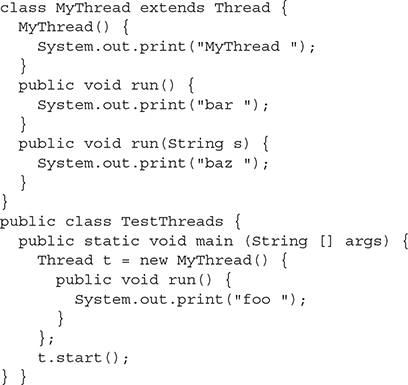 class MyThread extends Thread {
  MyThread() {
    System.out.print("MyThread ");
  }
  public void run() {
    System.out.print("bar ");
  }
  public void run(String s) {
    System.out.print("baz ");
  }
}
public class TestThreads {
  public static void main (String [] args) {
    Thread t = new MyThread() {
      public void run() {
        System.out.print("foo ");
      }
    };
    t.start();
} }